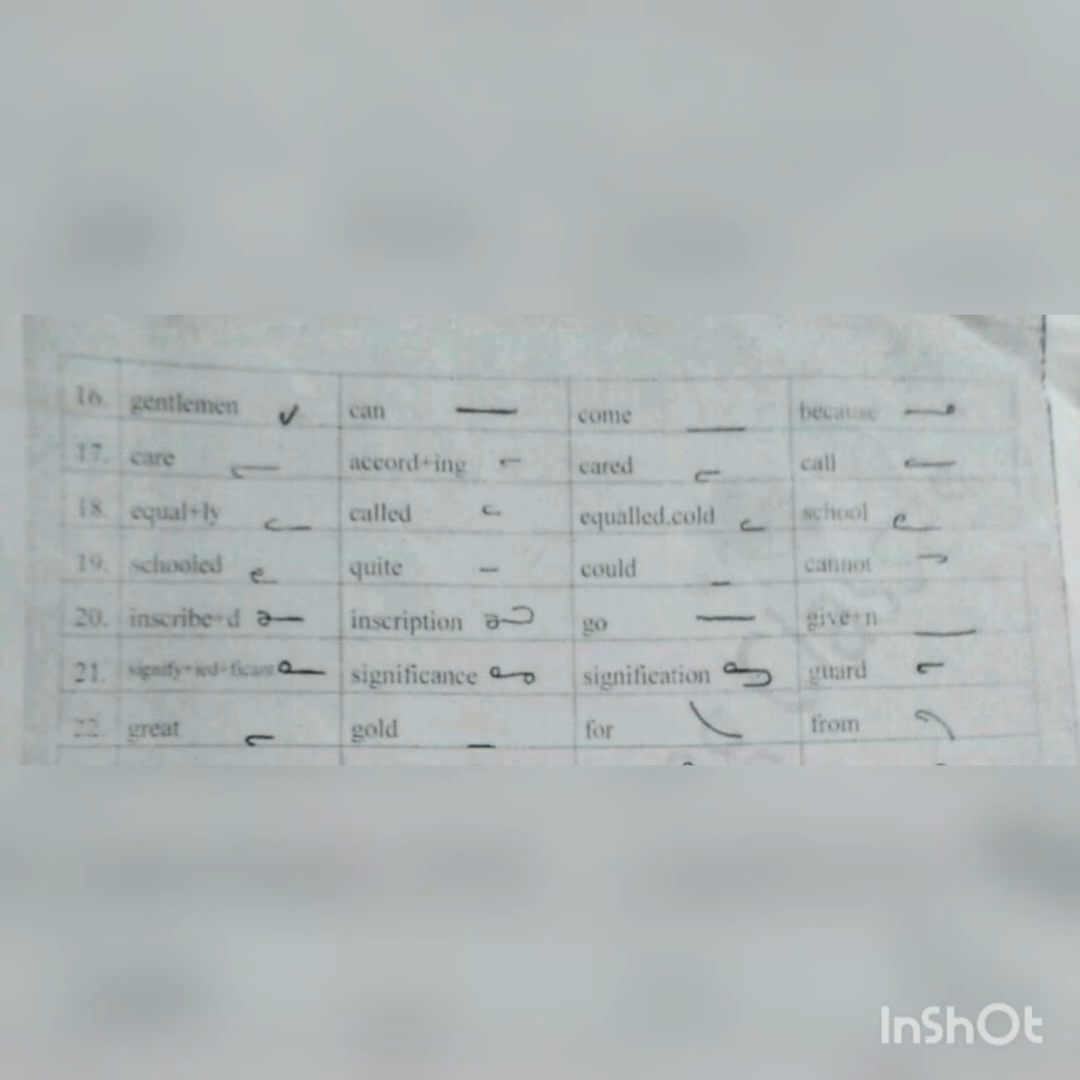 16. gentlemen can come because
17. care accord+ing cared call
18. equal+ly called equalled.cold school
19. schooled quite could cannot
20. inscribe+d inscription go give+n
21. signify+ied+ficant significance signification guard
22. great gold for from
InShOt